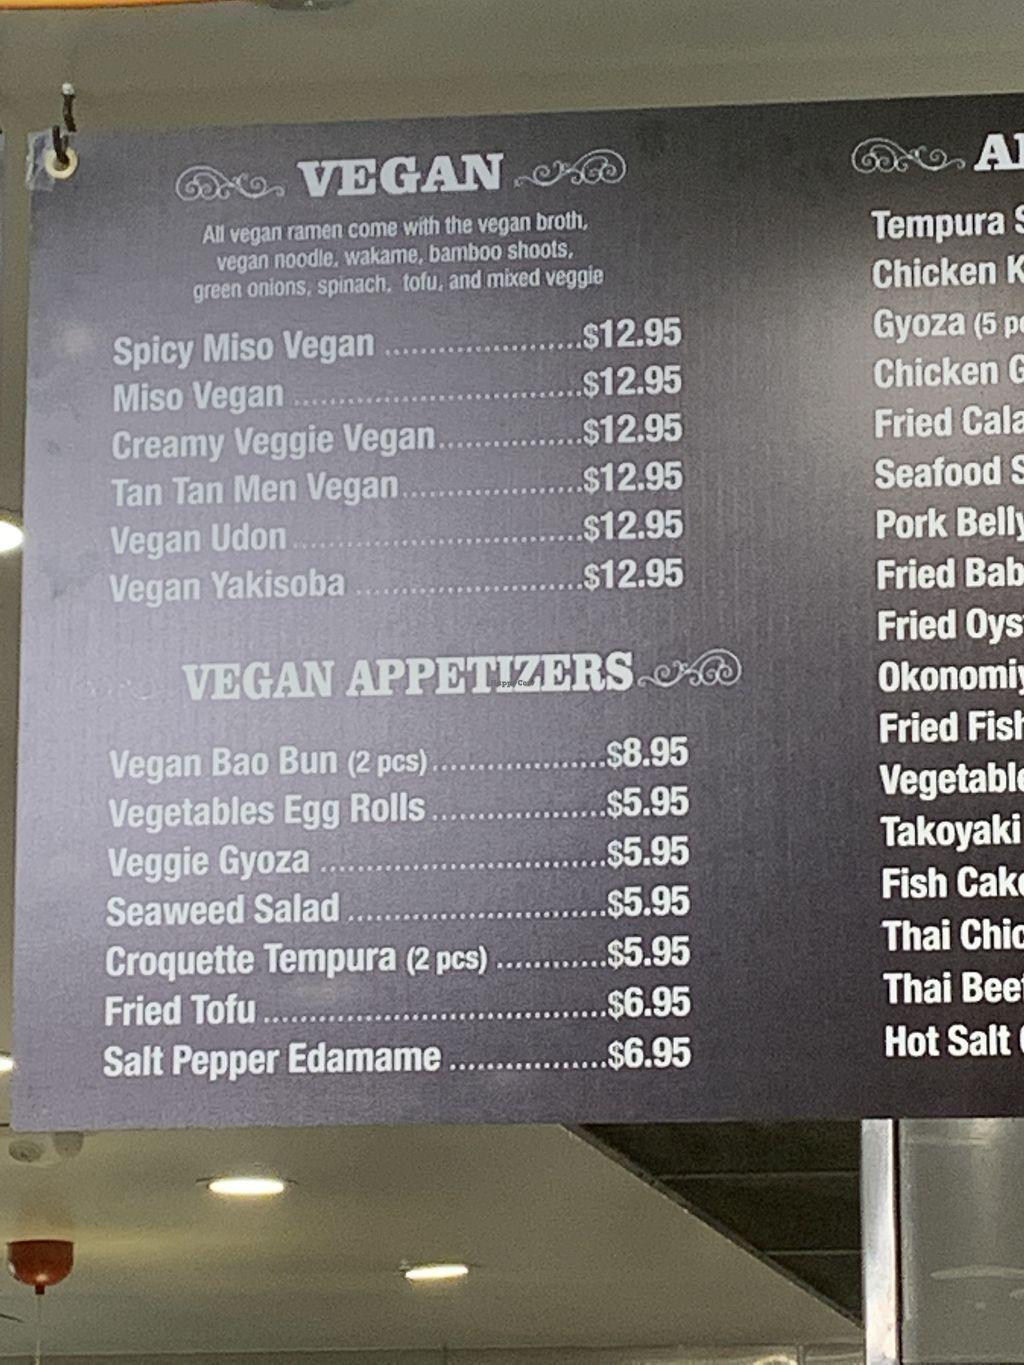 VEGAN
All vegan ramen come with the vegan broth,
vegan noodle, wakame, bamboo shoots,
green onions, spinach, tofu, and mixed veggie
Spicy Miso Vegan ........................$12.95
Miso Vegan ..................................$12.95
Creamy Veggie Vegan.................$12.95
Tan Tan Men Vegan.....................$12.95
Vegan Udon..................................$12.95
Vegan Yakisoba ...........................$12.95
VEGAN APPETIZERS
HappyCow
Vegan Bao Bun (2 pcs)....................$8.95
Vegetables Egg Rolls ....................$5.95
Veggie Gyoza .................................$5.95
Seaweed Salad ..............................$5.95
Croquette Tempura (2 pcs) .............$5.95
Fried Tofu ........................................$6.95
Salt Pepper Edamame ..................$6.95
Tempura
Chicken
Gyoza (5
Chicken
Fried
Seafood
Pork Belly
Fried
Fried
Fried Fish
Takoyaki
Fish
Thai
Thai
Hot Salt